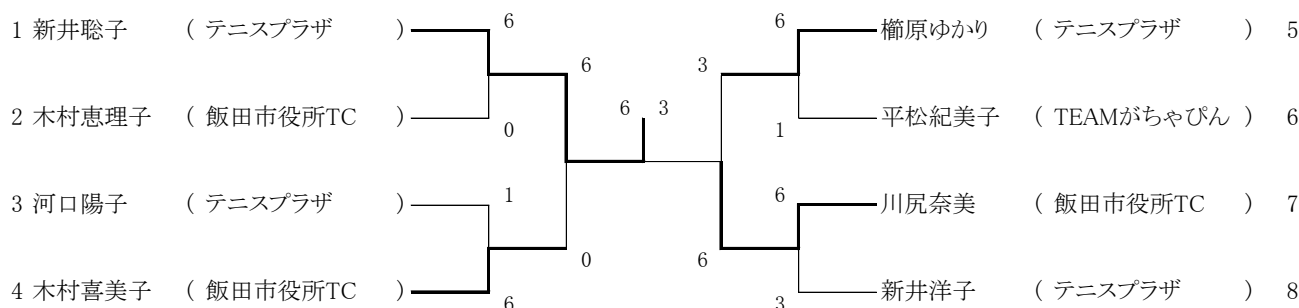 6 6
1 新井聡子 ( テニスプラザ ) 櫛原ゆかり ( テニスプラザ ) 5
6 3
6 3
2 木村恵理子 ( 飯田市役所TC ) 平松紀美子 ( TEAMがちゃぴん ) 6
0 1
1 6
3 河口陽子 ( テニスプラザ ) 川尻奈美 ( 飯田市役所TC ) 7
0 6
4 木村喜美子 ( 飯田市役所TC ) 新井洋子 ( テニスプラザ ) 8
6 3